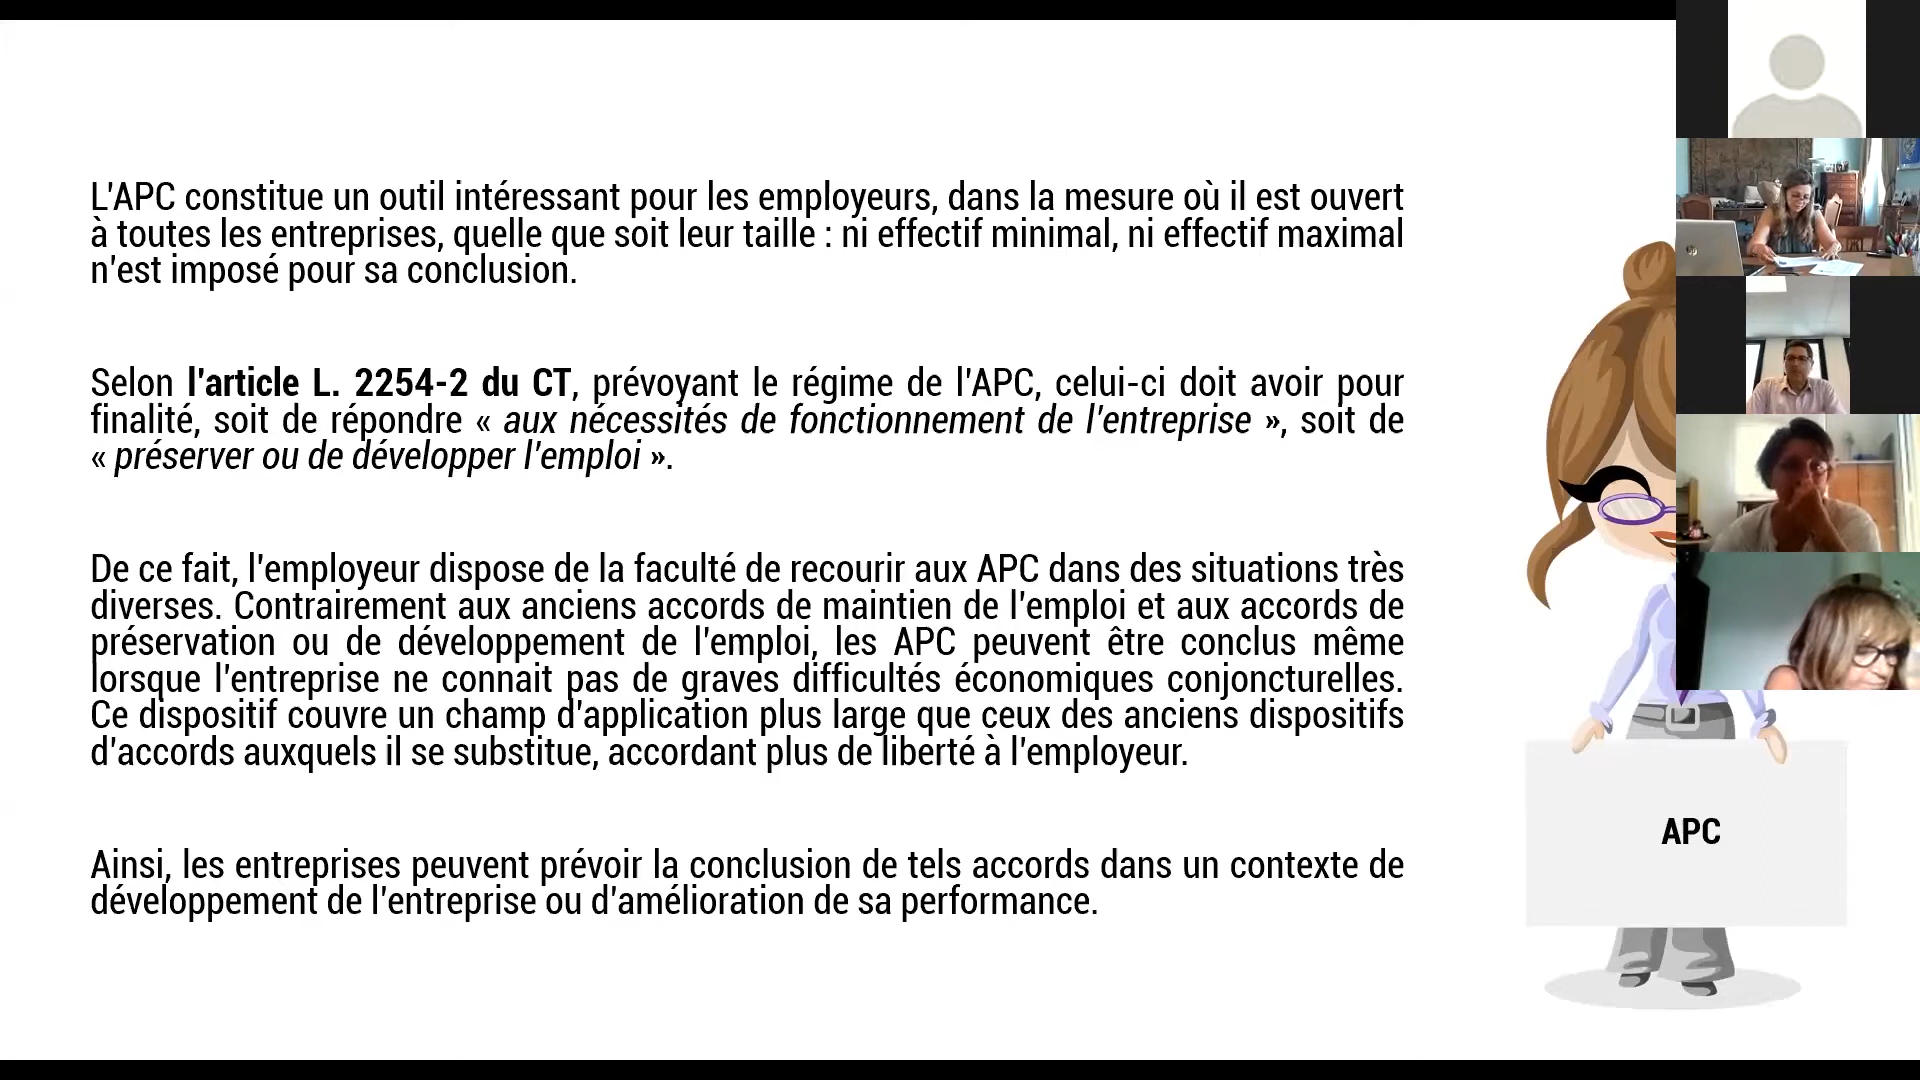 L'APC constitue un outil intéressant pour les employeurs, dans la mesure où il est ouvert
à toutes les entreprises, quelle que soit leur taille : ni effectif minimal, ni effectif maximal
n'est imposé pour sa conclusion.
Selon l'article L. 2254-2 du CT, prévoyant le régime de l'APC, celui-ci doit avoir pour
finalité, soit de répondre « aux nécessités de fonctionnement de l'entreprise », soit de
« préserver ou de développer l'emploi ».
De ce fait, l'employeur dispose de la faculté de recourir aux APC dans des situations très
diverses. Contrairement aux anciens accords de maintien de l'emploi et aux accords de
préservation ou de développement de l'emploi, les APC peuvent être conclus même
lorsque l'entreprise ne connait pas de graves difficultés économiques conjoncturelles.
Ce dispositif couvre un champ d'application plus large que ceux des anciens dispositifs
d'accords auxquels il se substitue, accordant plus de liberté à l'employeur.
Ainsi, les entreprises peuvent prévoir la conclusion de tels accords dans un contexte de
développement de l'entreprise ou d'amélioration de sa performance.
APC